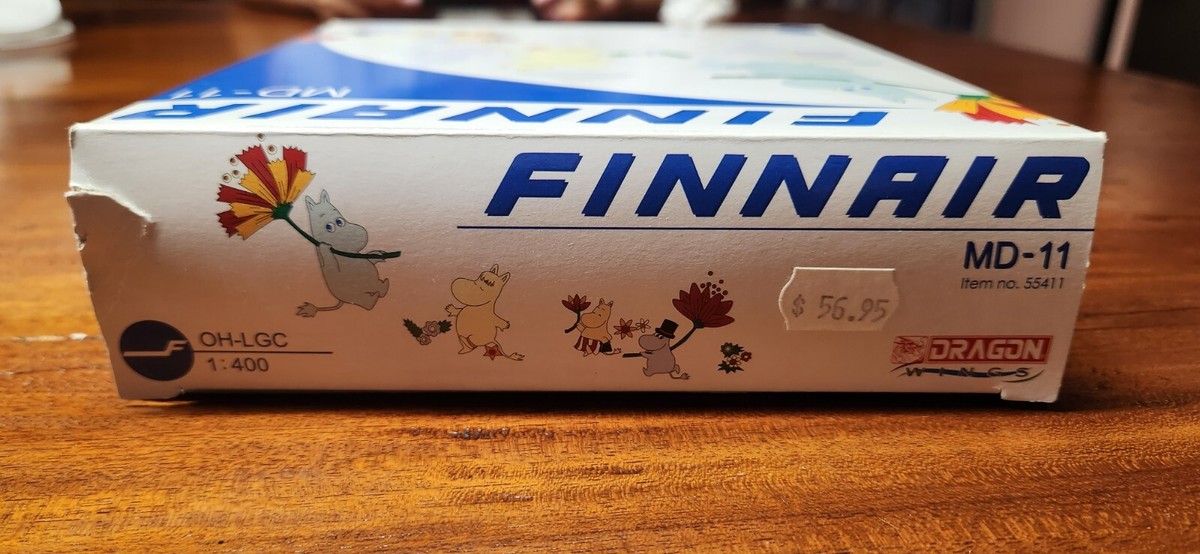 MD-11
FINNAIR
FINNAIR
MD-11
Item no. 55411
$ 56.95
F
OH-LGC
1:400
DRAGON
WINGS